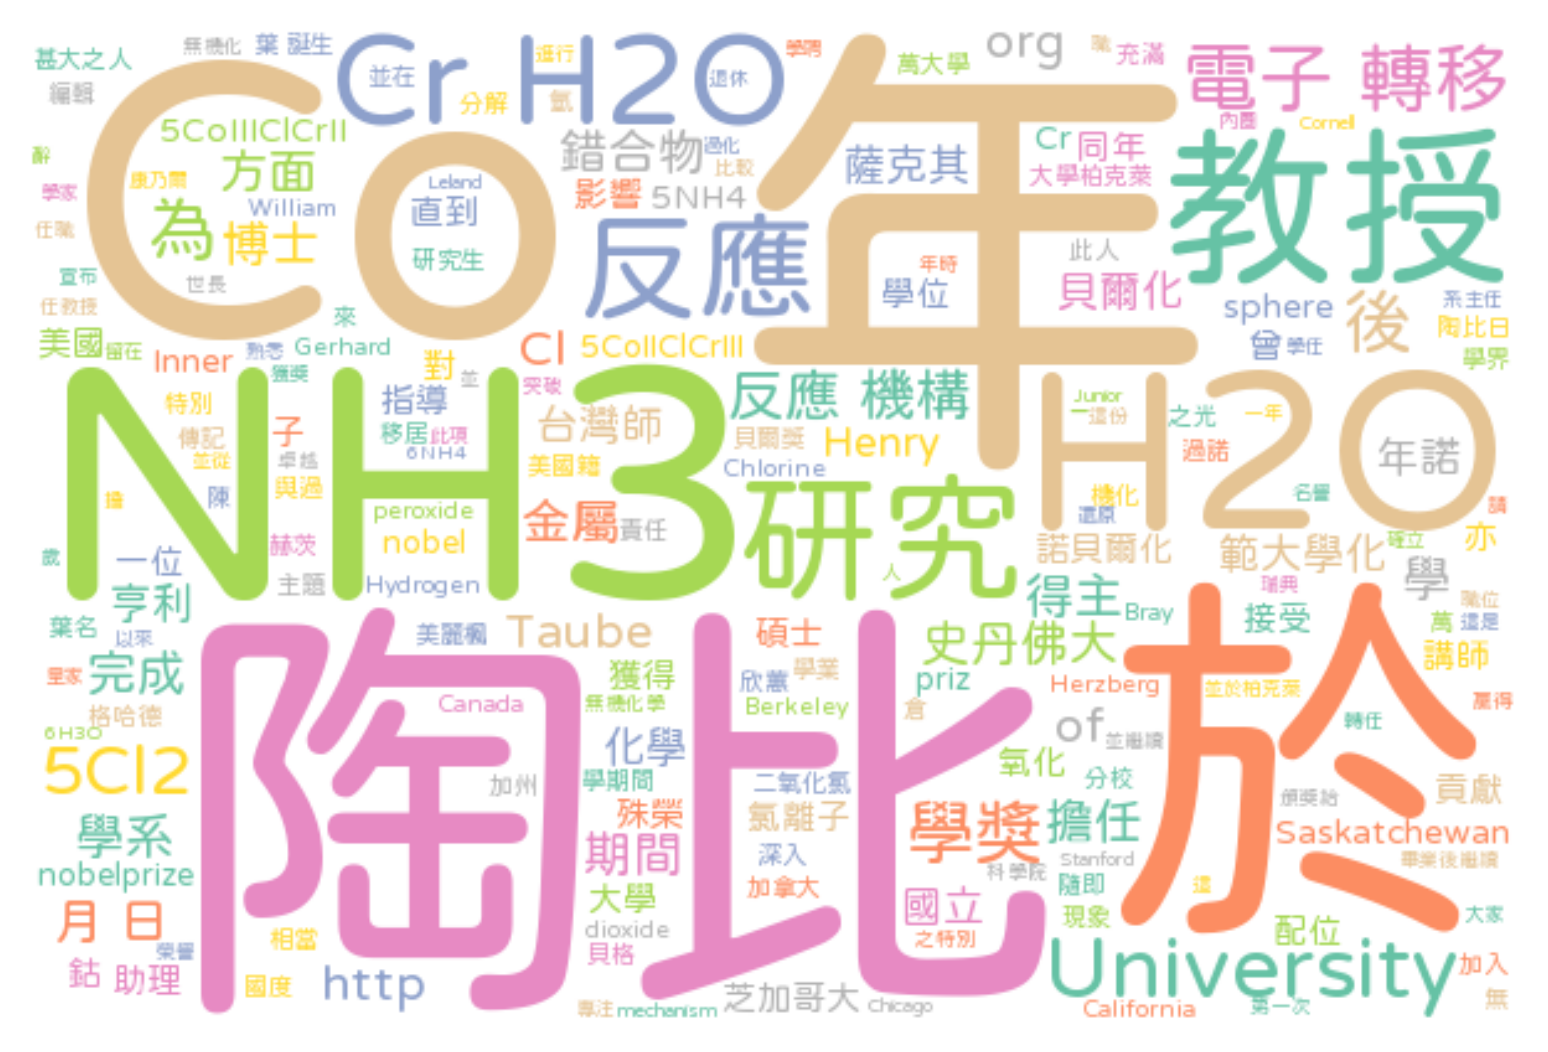 甚大之人 無機化 葉 誕生 Cr H2O 進行 學聘 萬大學 org 職 充滿 電子 轉移
編輯 並在 分解 氫 退休 內團 Cornell
5CoIIIClCrII Co 年 錯合物 過化 比較 薩克其 Cr 同年 教授
辭 方面 康乃爾 Leland 影響 5NH4 大學柏克萊
學家 William 直到
任職 為 博士 研究生 反應 年時 此人
宣布 世長 學位 貝爾化 sphere 後 系主任
任教授 來 陶比日
美國 留在 Inner 熱悉 Gerhard 對 Cl 5CoIIClCrIII 曾 學任 學界
獲獎 並 突破 反應 機構 Junior 一年
NH3 特別 指導 這份 之光 H2O
傳記 子 移居 此項 台灣師 貝爾獎 Henry 過諾 年諾
並從 卓越 6NH4 美國籍 Chlorine
擔 陳 與過 peroxide 金屬 責任 研究 機化 還原 名譽 請
歲 一位 赫茨 nobel 諾貝爾化 範大學化 確立 亦
亨利 主題 Hydrogen 人 得主 Bray 瑞典 學 職位
葉名 以來 美麗楓 Taube 碩士 史丹佛大 接受 萬 這是
皇家 完成 陶比 獲得 欣蕙 學業 priz Herzberg 於 並於柏克萊 講師
格哈德 Canada 無機化學 Berkeley 倉 of 並繼續 轉任 贏得
6H3O 5Cl2 化學 氧化
加州 學期間 二氧化氯 分校 頒獎給 貢獻
學系 殊榮 氯離子 學獎 擔任 Saskatchewan
nobelprize 期間 深入 Stanford 畢業後繼續
月 日 大學 加拿大 科學院 隨即 這
榮譽 相當 dioxide 國立 現象 配位 大家
鈷 助理 國度 http 貝格 之特別 University 加入
專注 mechanism 芝加哥大 Chicago California 第一次 無